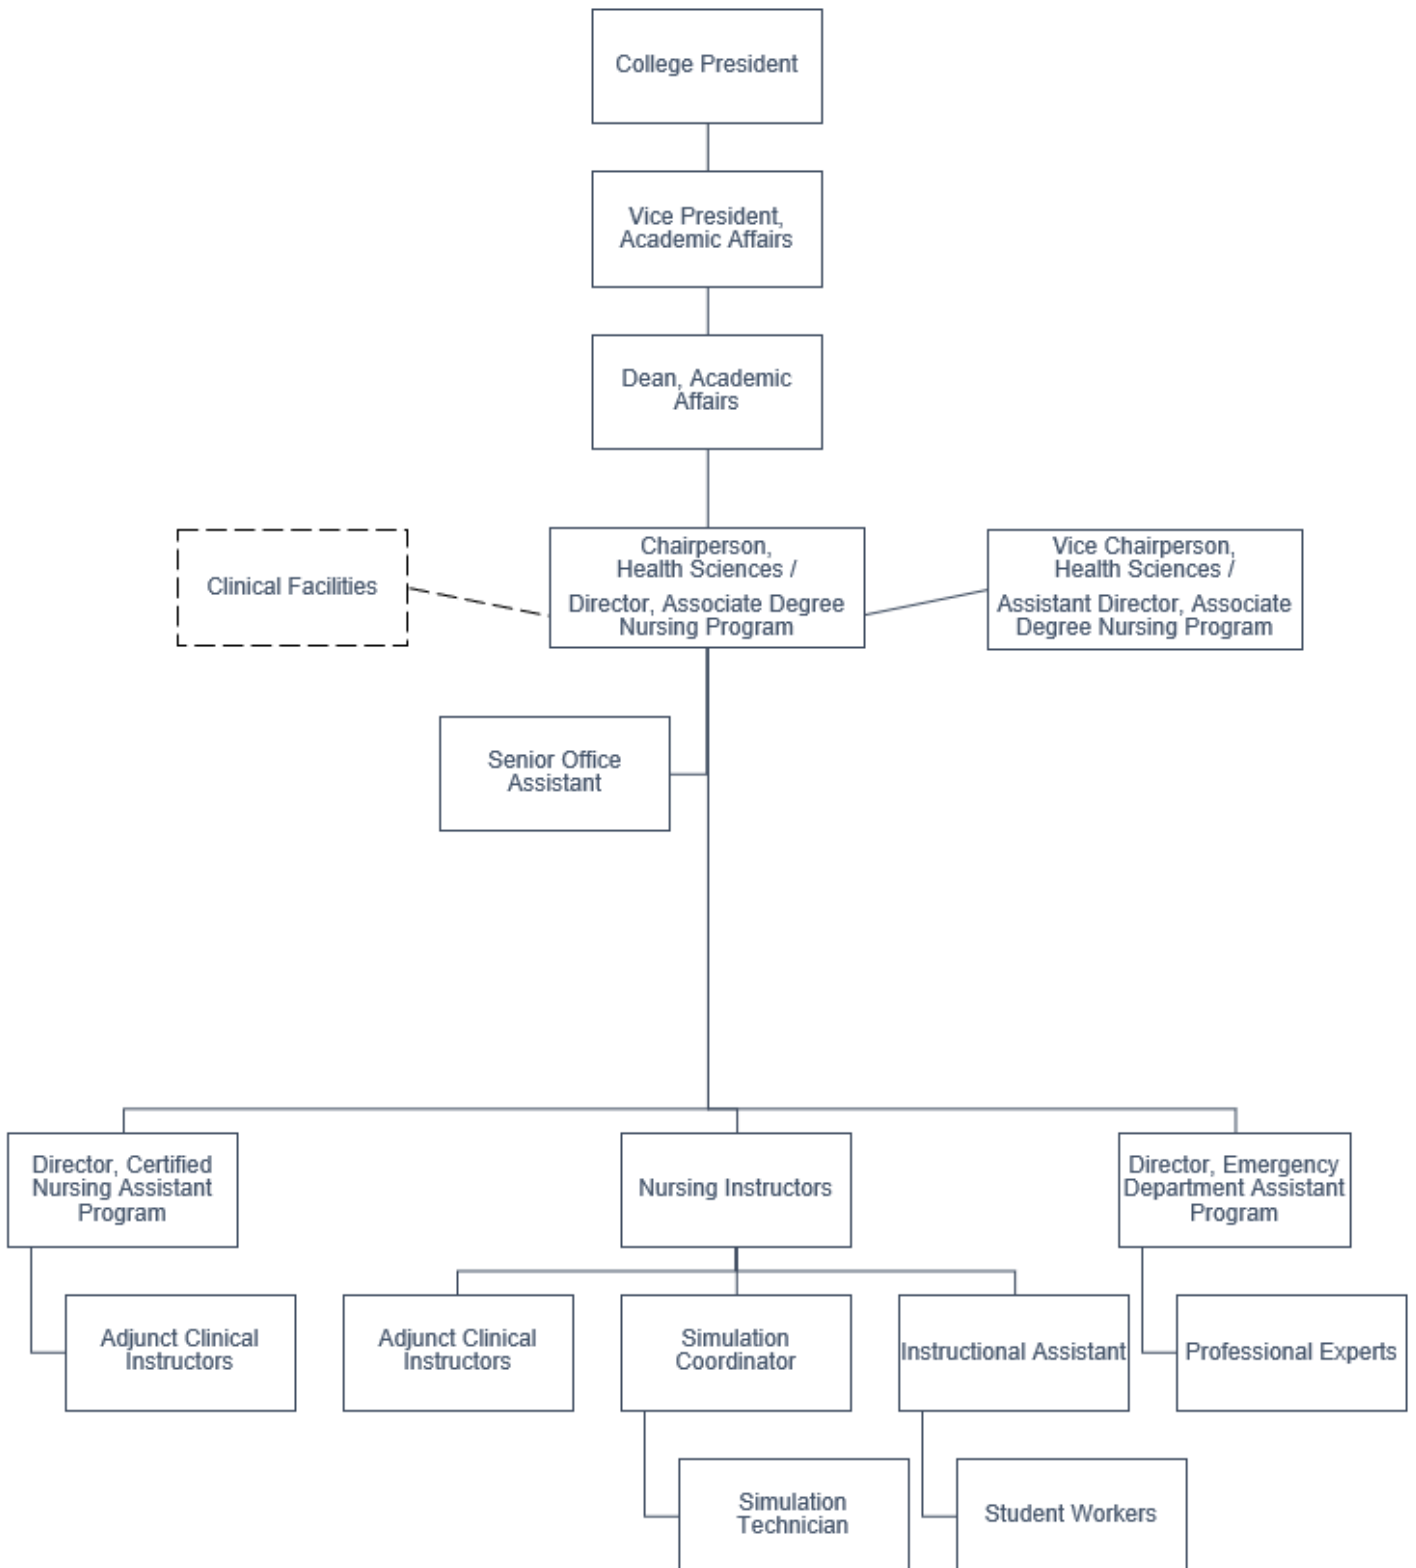 College President
Vice President,
Academic Affairs
Dean, Academic
Affairs
Clinical Facilities
Chairperson,
Health Sciences /
Director, Associate Degree
Nursing Program
Vice Chairperson,
Health Sciences /
Assistant Director, Associate
Degree Nursing Program
Senior Office
Assistant
Director, Certified
Nursing Assistant
Program
Nursing Instructors
Director, Emergency
Department Assistant
Program
Adjunct Clinical
Instructors
Adjunct Clinical
Instructors
Simulation
Coordinator
Instructional Assistant
Professional Experts
Simulation
Technician
Student Workers